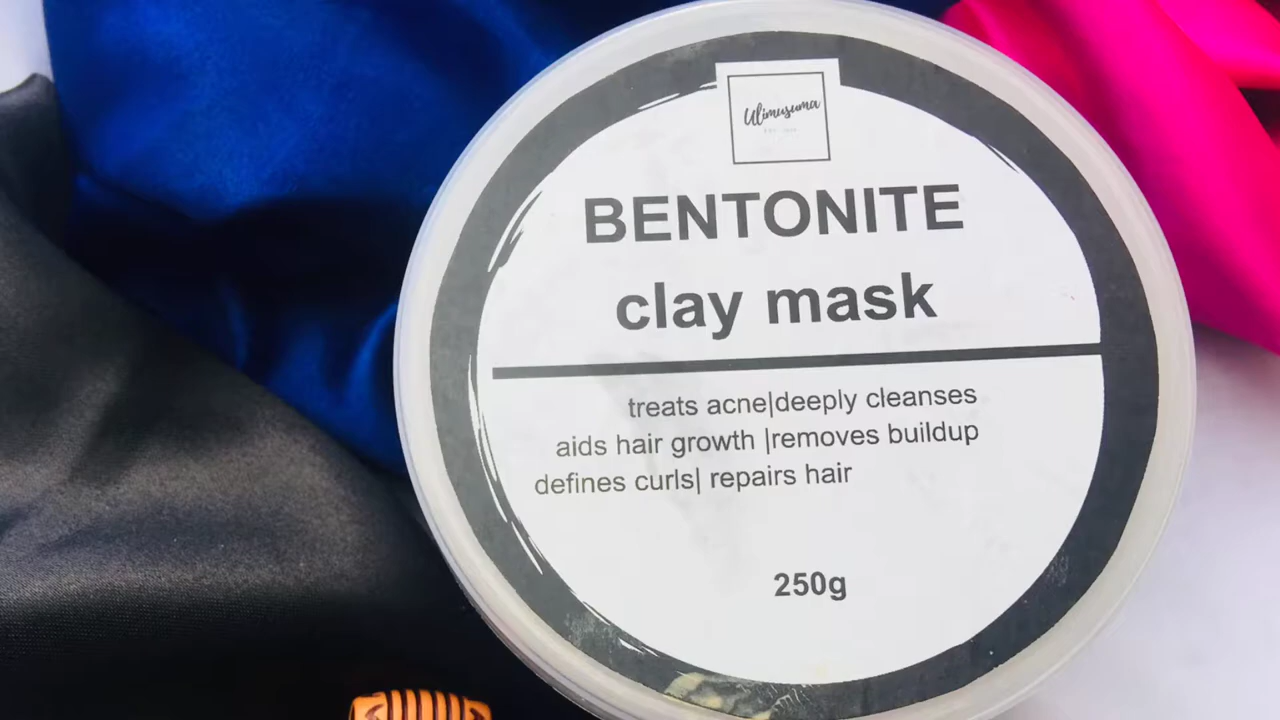 Ulimusuma
BENTONITE
clay mask
treats acne|deeply cleanses
aids hair growth |removes buildup
defines curls| repairs hair
250g